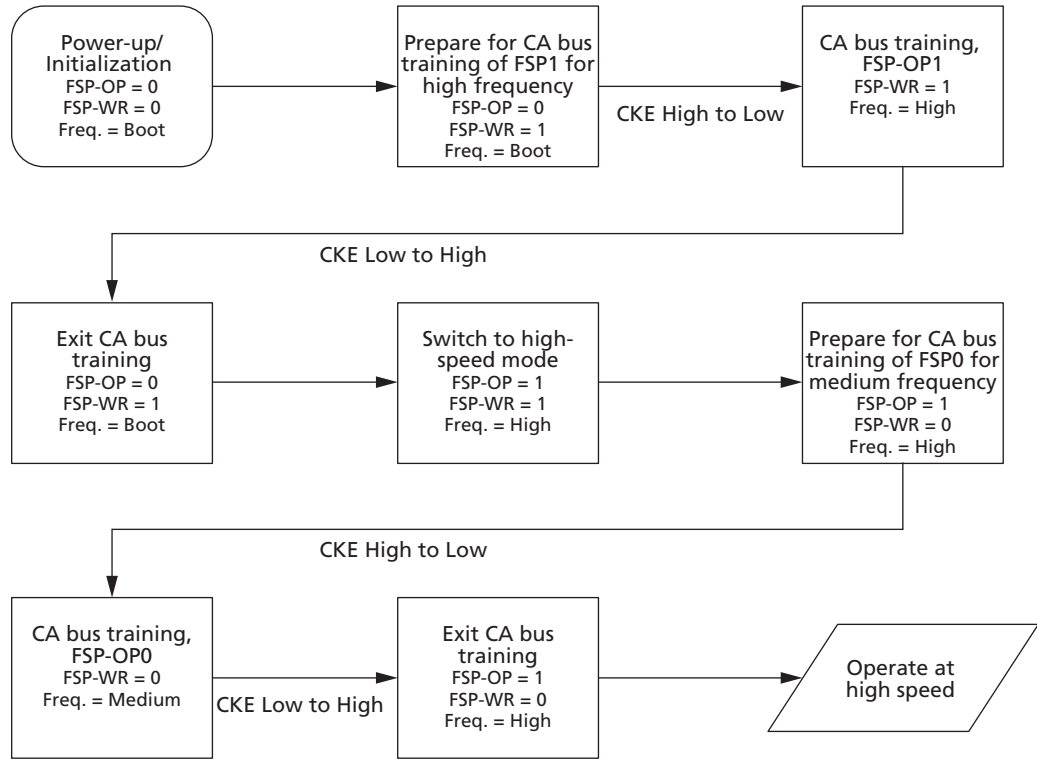 Power-up/
Initialization
FSP-OP = 0
FSP-WR = 0
Freq. = Boot
Prepare for CA bus
training of FSP1 for
high frequency
FSP-OP = 0
FSP-WR = 1
Freq. = Boot
CKE High to Low
CA bus training,
FSP-OP1
FSP-WR = 1
Freq. = High
CKE Low to High
Exit CA bus
training
FSP-OP = 0
FSP-WR = 1
Freq. = Boot
Switch to high-
speed mode
FSP-OP = 1
FSP-WR = 1
Freq. = High
Prepare for CA bus
training of FSP0 for
medium frequency
FSP-OP = 1
FSP-WR = 0
Freq. = High
CKE High to Low
CA bus training,
FSP-OP0
FSP-WR = 0
Freq. = Medium
CKE Low to High
Exit CA bus
training
FSP-OP = 1
FSP-WR = 0
Freq. = High
Operate at
high speed